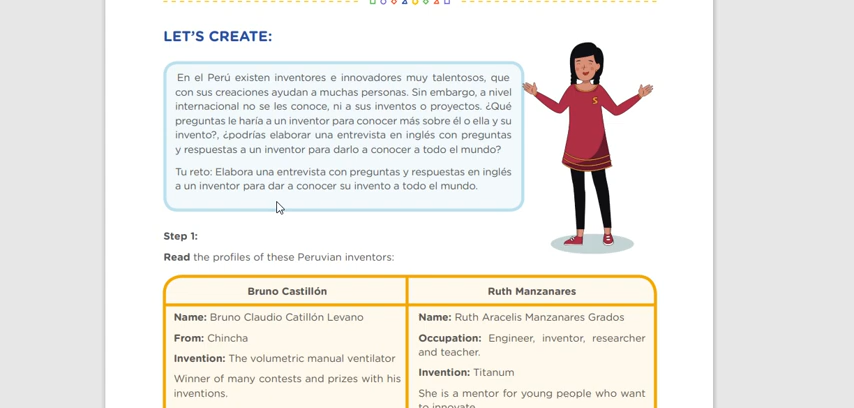 LET'S CREATE:
En el Perú existen inventores e innovadores muy talentosos, que
con sus creaciones ayudan a muchas personas. Sin embargo, a nivel
internacional no se les conoce, ni a sus inventos o proyectos. ¿Qué
preguntas le haría a un inventor para conocer más sobre él o ella y su
invento?, ¿podrías elaborar una entrevista en inglés con preguntas
y respuestas a un inventor para darlo a conocer a todo el mundo?
Tu reto: Elabora una entrevista con preguntas y respuestas en inglés
a un inventor para dar a conocer su invento a todo el mundo.
S
Step 1:
Read the profiles of these Peruvian inventors:
Bruno Castillón
Name: Bruno Claudio Catillón Levano
From: Chincha
Invention: The volumetric manual ventilator
Winner of many contests and prizes with his
inventions.
Ruth Manzanares
Name: Ruth Aracelis Manzanares Grados
Occupation: Engineer, inventor, researcher
and teacher.
Invention: Titanum
She is a mentor for young people who want
to innovate